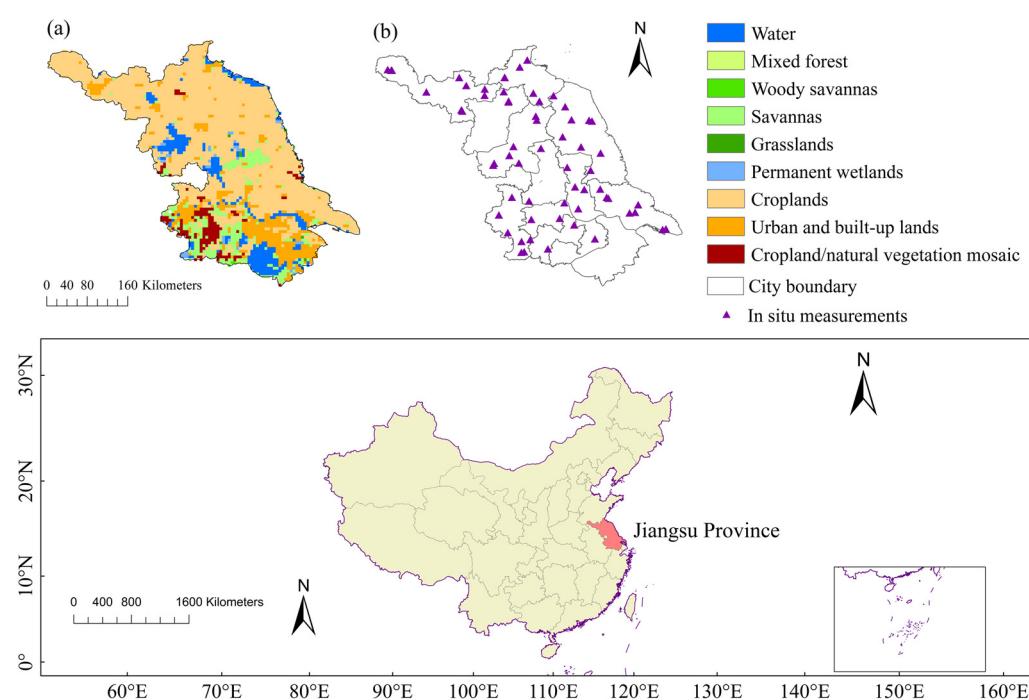 (a)
(b)
N
Water
Mixed forest
Woody savannas
Savannas
Grasslands
Permanent wetlands
Croplands
Urban and built-up lands
Cropland/natural vegetation mosaic
City boundary
In situ measurements
0 40 80 160 Kilometers
30°N
20°N
10°N
0°
N
Jiangsu Province
N
0 400 800 1600 Kilometers
60°E 70°E 80°E 90°E 100°E 110°E 120°E 130°E 140°E 150°E 160°E